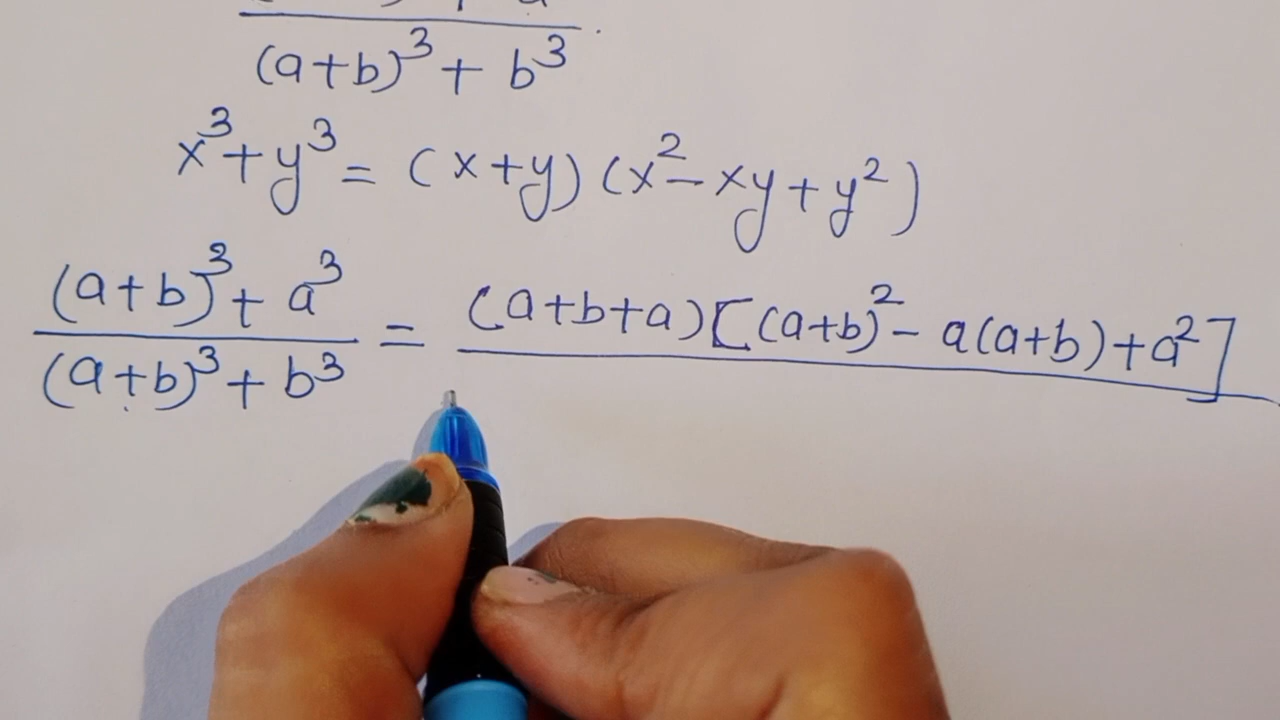 (a+b)³ + b³
x³+y³ = (x+y) (x²-xy+y²)
(a+b)³+ a³ / (a+b)³+ b³ = (a+b+a)[(a+b)²- a(a+b)+a²]